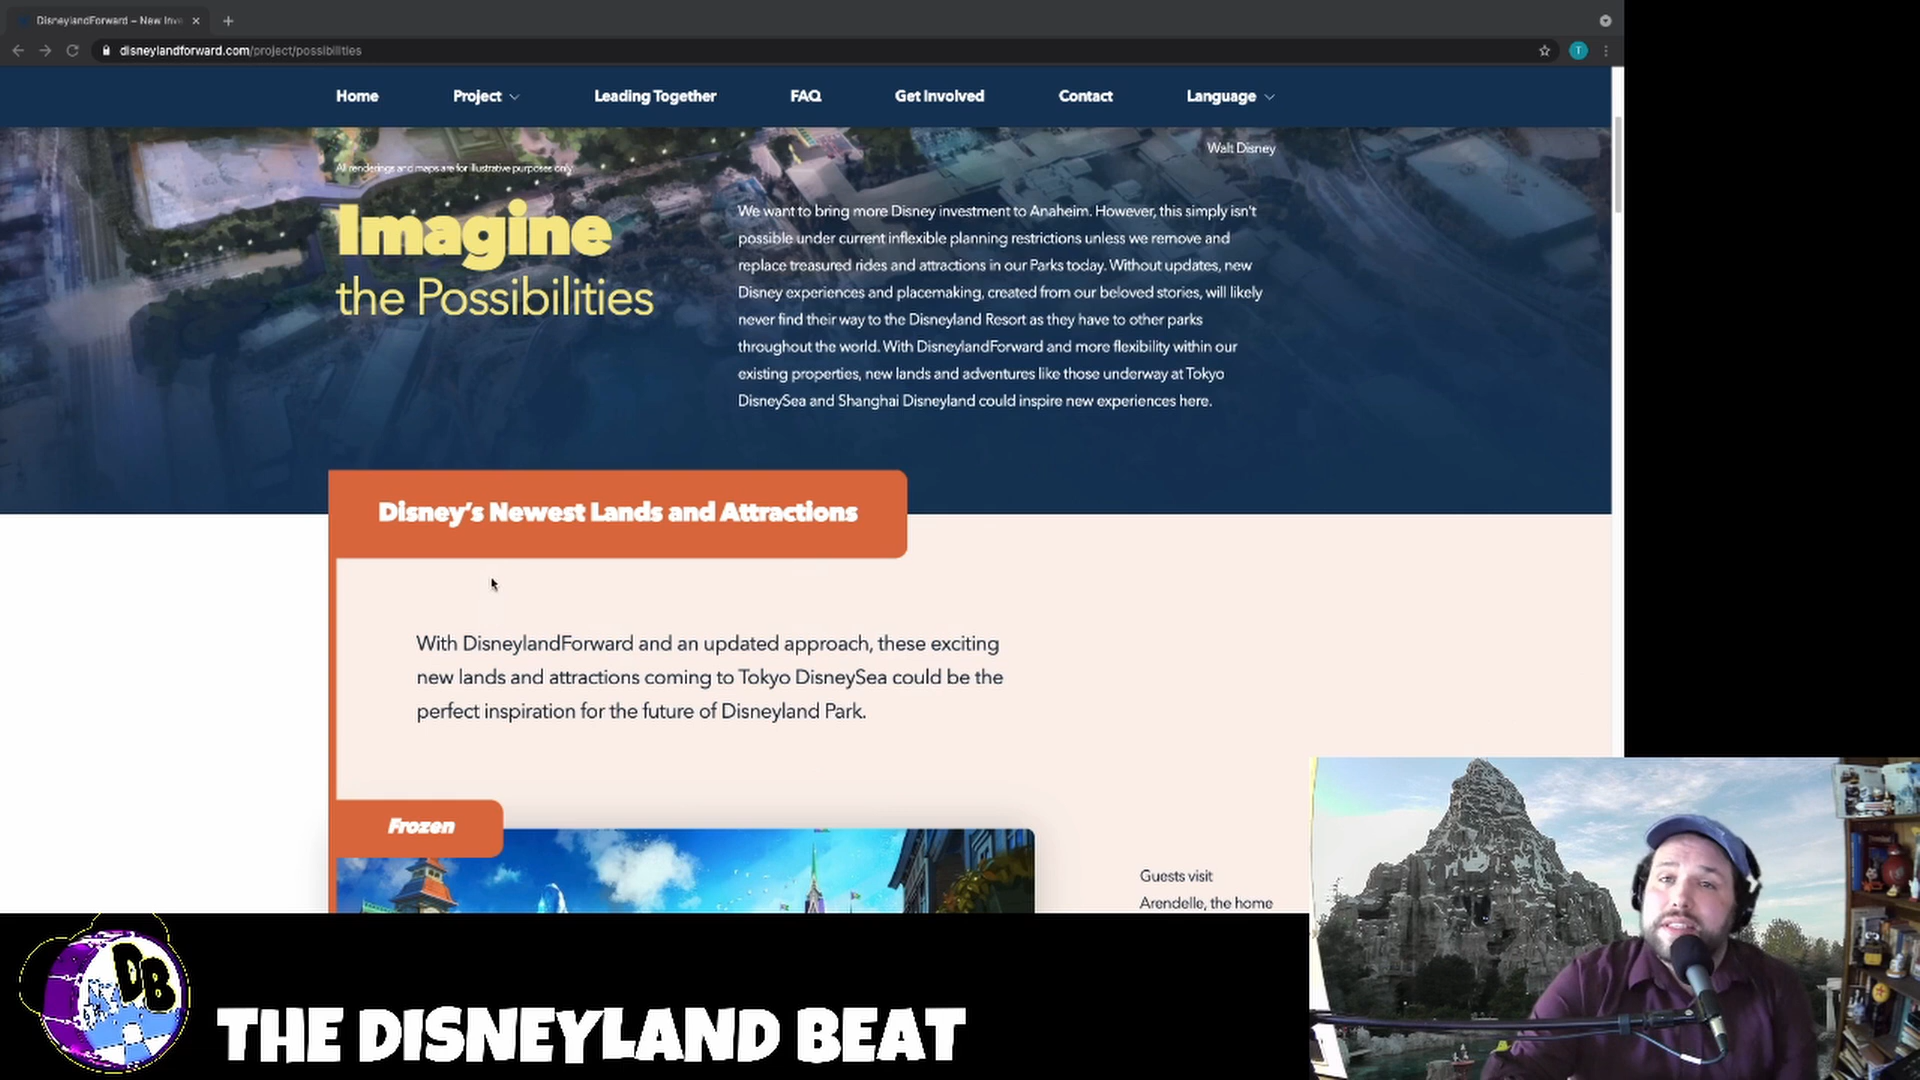 DisneylandForward – New Inve
disneylandforward.com/project/possibilities
T
Home
Project
Leading Together
FAQ
Get Involved
Contact
Language
Walt Disney
All renderings and maps are for illustrative purposes only
Imagine
the Possibilities
We want to bring more Disney investment to Anaheim. However, this simply isn't
possible under current inflexible planning restrictions unless we remove and
replace treasured rides and attractions in our Parks today. Without updates, new
Disney experiences and placemaking, created from our beloved stories, will likely
never find their way to the Disneyland Resort as they have to other parks
throughout the world. With DisneylandForward and more flexibility within our
existing properties, new lands and adventures like those underway at Tokyo
DisneySea and Shanghai Disneyland could inspire new experiences here.
Disney's Newest Lands and Attractions
With DisneylandForward and an updated approach, these exciting
new lands and attractions coming to Tokyo DisneySea could be the
perfect inspiration for the future of Disneyland Park.
Frozen
Guests visit
Arendelle, the home
DB
THE DISNEYLAND BEAT